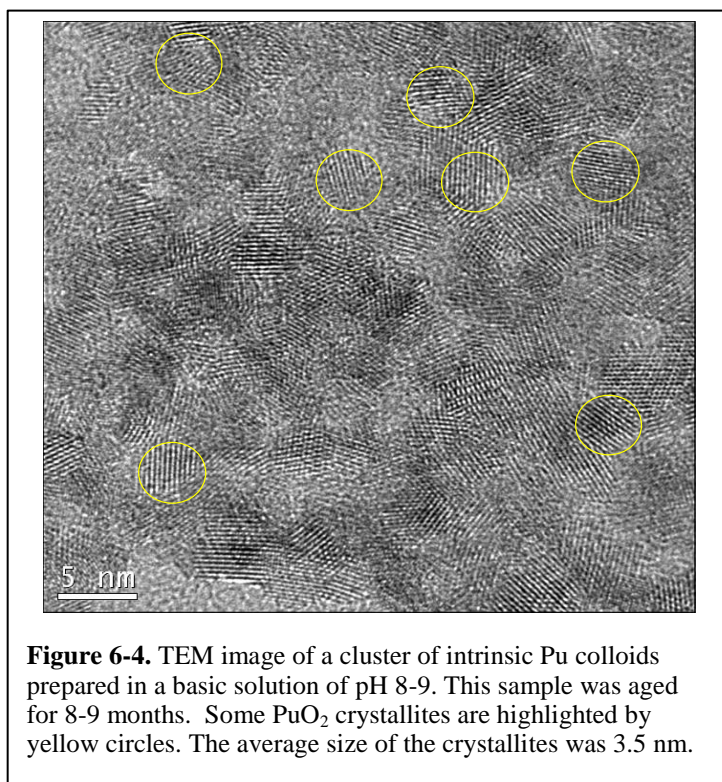 5 nm
Figure 6-4. TEM image of a cluster of intrinsic Pu colloids
prepared in a basic solution of pH 8-9. This sample was aged
for 8-9 months.  Some PuO₂ crystallites are highlighted by
yellow circles. The average size of the crystallites was 3.5 nm.